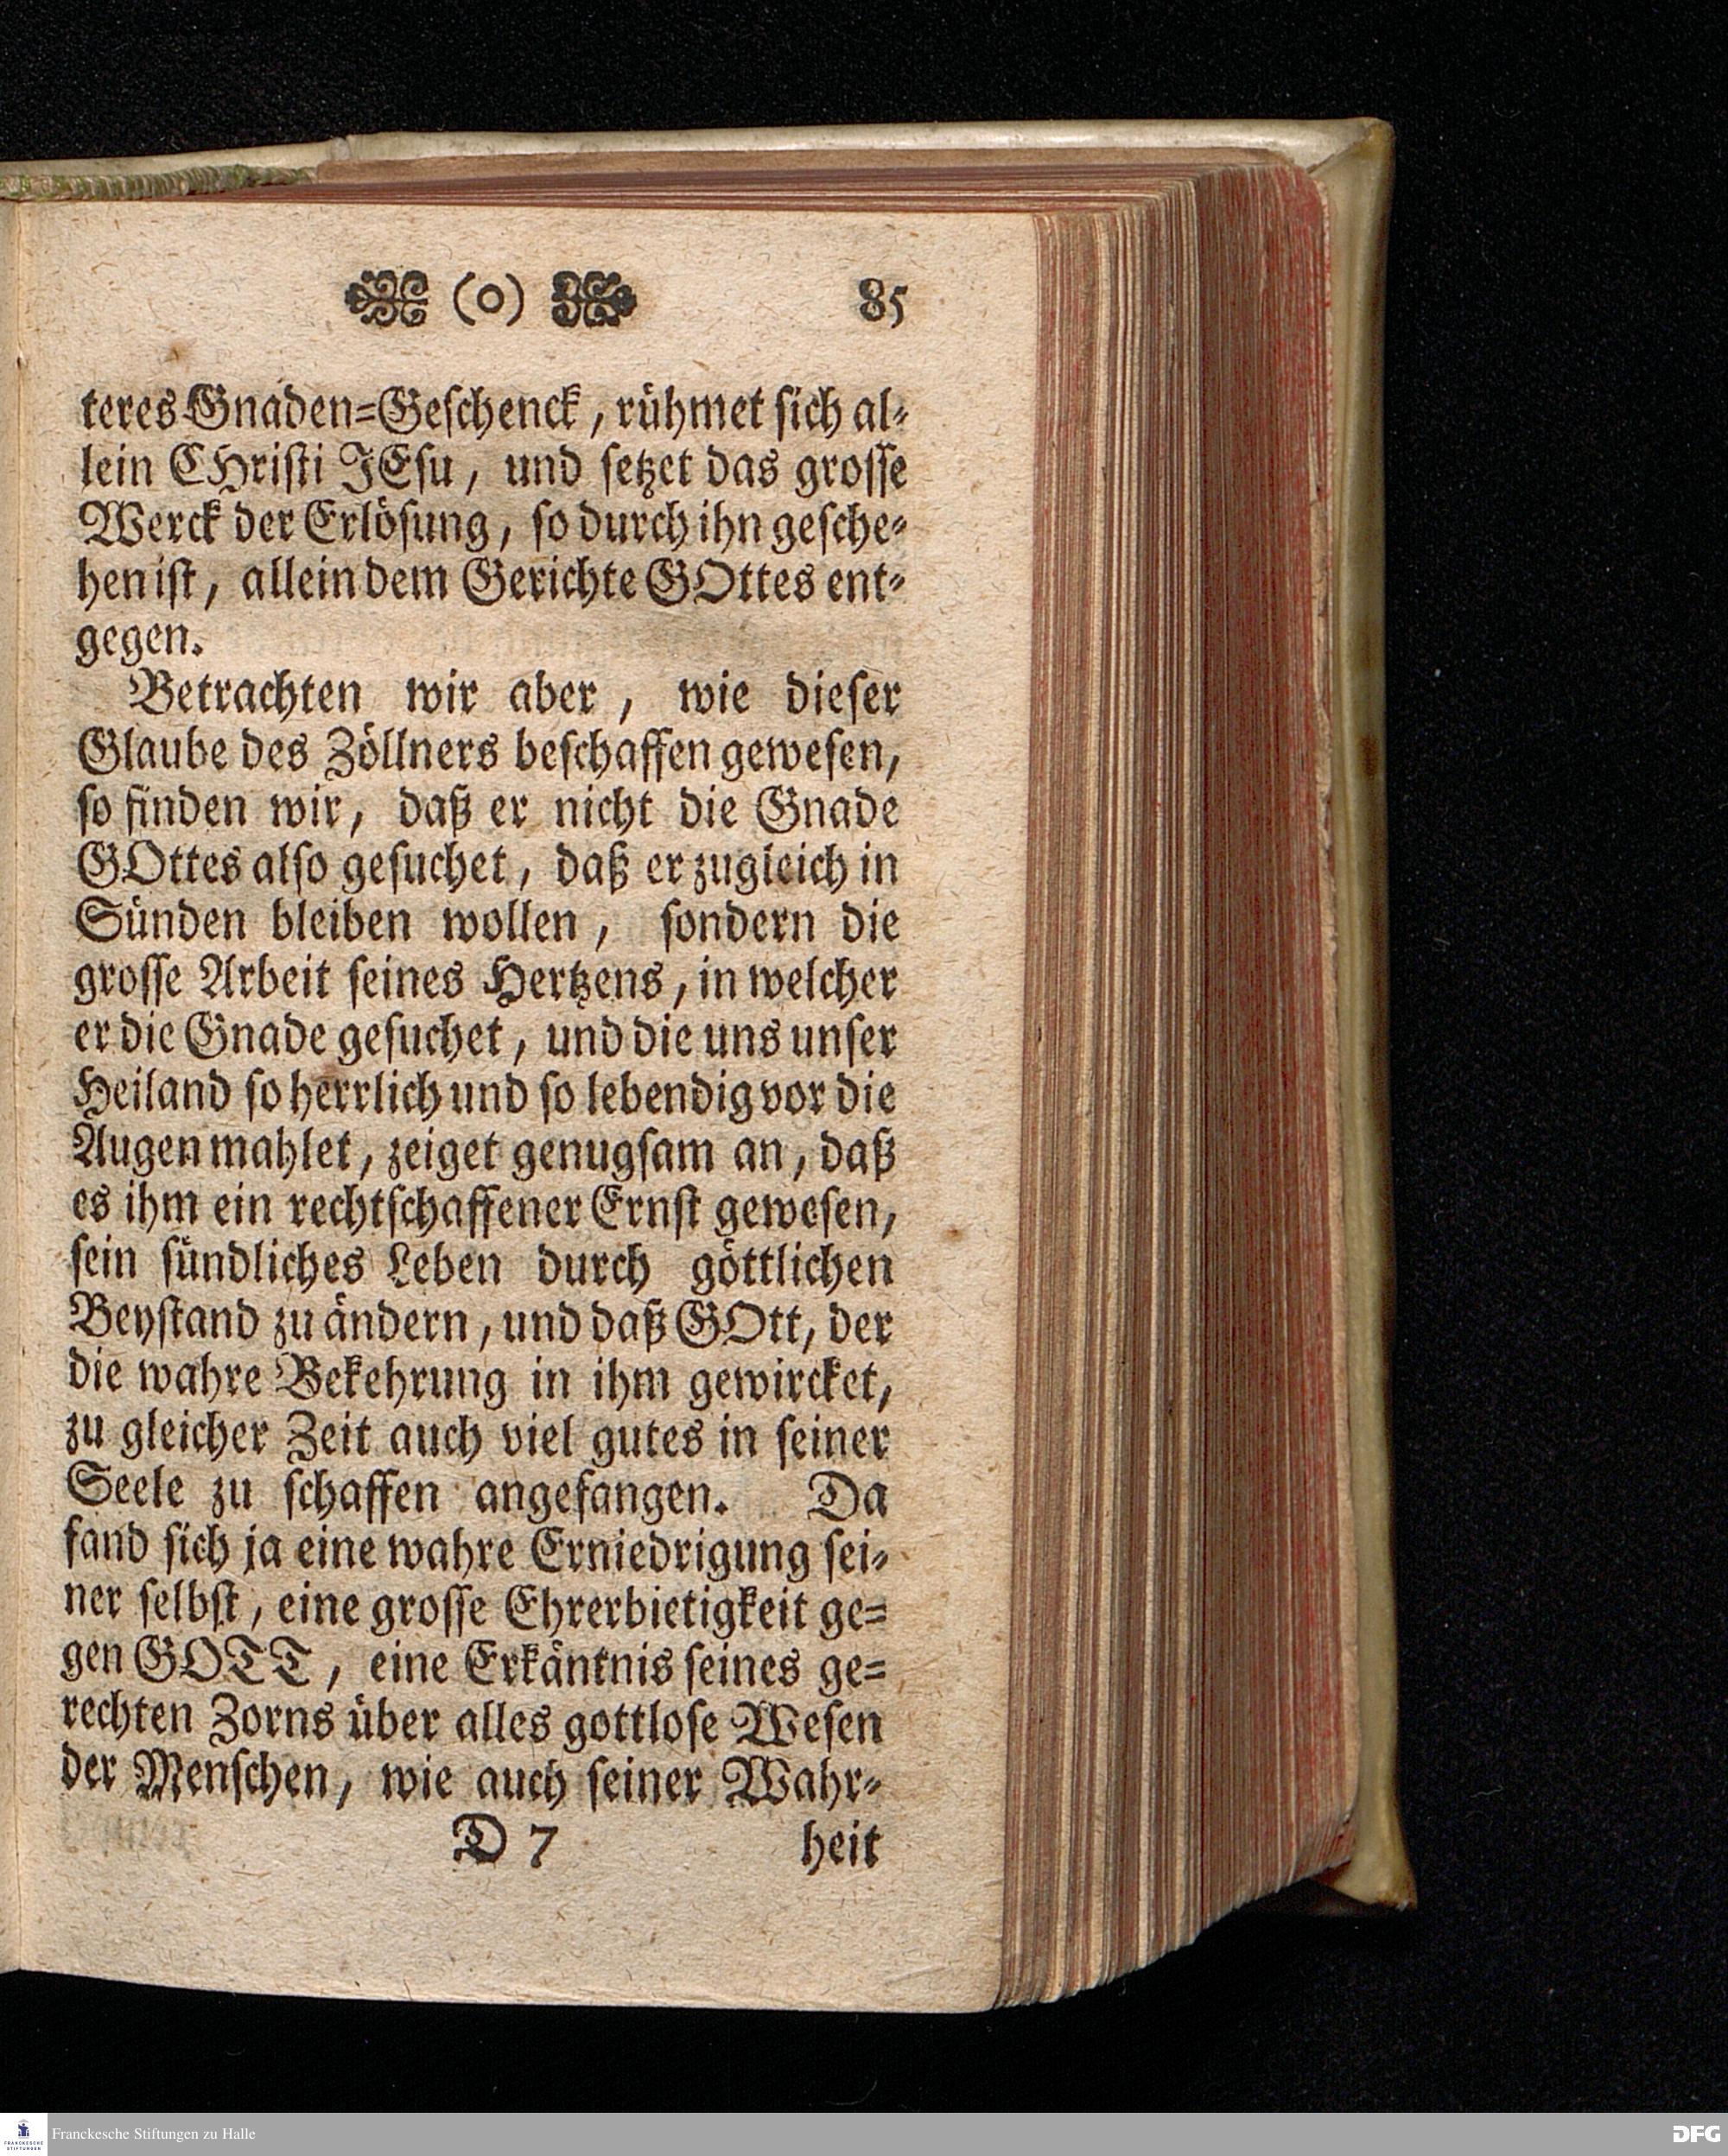 (o) 85
teres Gnaden=Geſchenck, rühmet ſich al=
lein CHriſti JEſu, und ſetzet das groſſe
Werck der Erlöſung, ſo durch ihn geſche=
hen iſt, allein dem Gerichte GOttes ent=
gegen.
Betrachten wir aber, wie dieſer
Glaube des Zöllners beſchaffen geweſen,
ſo finden wir, daß er nicht die Gnade
GOttes alſo geſuchet, daß er zugleich in
Sünden bleiben wollen, ſondern die
groſſe Arbeit ſeines Hertzens, in welcher
er die Gnade geſuchet, und die uns unſer
Heiland ſo herrlich und ſo lebendig vor die
Augen mahlet, zeiget genugſam an, daß
es ihm ein rechtſchaffener Ernſt geweſen,
ſein ſündliches Leben durch göttlichen
Beyſtand zu ändern, und daß GOtt, der
die wahre Bekehrung in ihm gewircket,
zu gleicher Zeit auch viel gutes in ſeiner
Seele zu ſchaffen angefangen. Da
fand ſich ja eine wahre Erniedrigung ſei=
ner ſelbſt, eine groſſe Ehrerbietigkeit ge=
gen GOTT, eine Erkäntnis ſeines ge=
rechten Zorns über alles gottloſe Weſen
der Menſchen, wie auch ſeiner Wahr=
D 7 heit
FRANCKESCHE STIFTUNGEN
Franckesche Stiftungen zu Halle
DFG